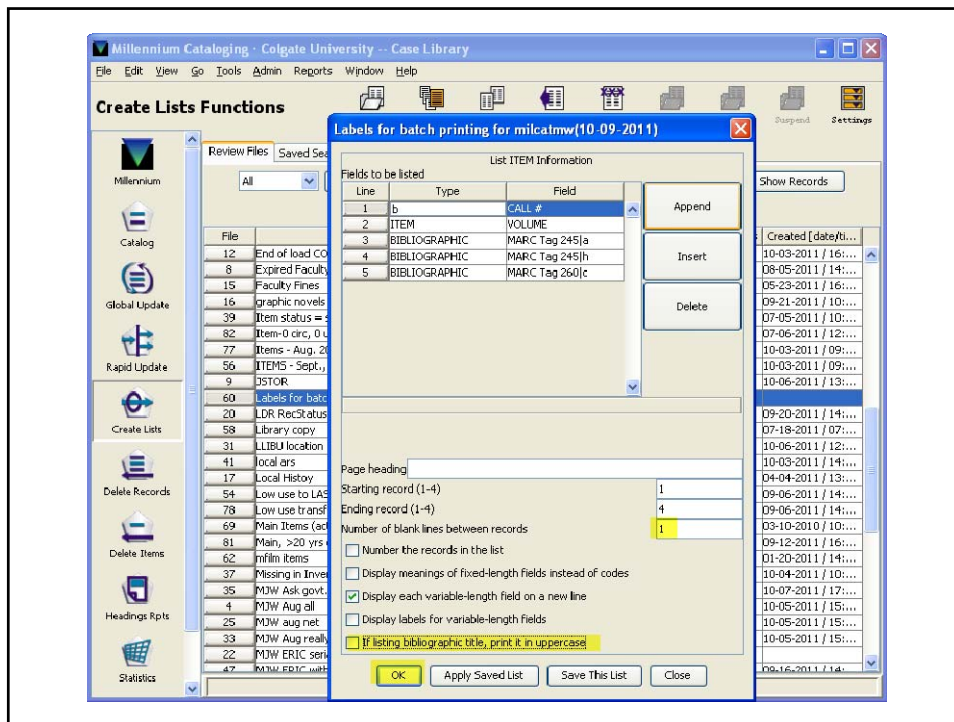 Millennium Cataloging · Colgate University -- Case Library
File Edit View Go Tools Admin Reports Window Help
Create Lists Functions
Suspend Settings
Labels for batch printing for milcatmw(10-09-2011)
Review Files Saved Sea
All Show Records
List ITEM Information
Fields to be listed
Line Type Field
1 b CALL #
2 ITEM VOLUME
3 BIBLIOGRAPHIC MARC Tag 245|a
4 BIBLIOGRAPHIC MARC Tag 245|h
5 BIBLIOGRAPHIC MARC Tag 260|c
Append
Insert
Delete
Millennium
Catalog
Global Update
Rapid Update
Create Lists
Delete Records
Delete Items
Headings Rpts
Statistics
File Created [date/ti...
12 End of load CO 10-03-2011 / 16:...
8 Expired Faculty 08-05-2011 / 14:...
15 Faculty Fines 05-23-2011 / 16:...
16 graphic novels 09-21-2011 / 10:...
39 Item status = s 07-05-2011 / 10:...
82 Item-0 circ, 0 u 07-06-2011 / 12:...
77 Items - Aug. 20 10-03-2011 / 09:...
56 ITEMS - Sept., 10-03-2011 / 09:...
9 JSTOR 10-06-2011 / 13:...
60 Labels for batc
20 LDR RecStatus 09-20-2011 / 14:...
58 Library copy 07-18-2011 / 07:...
31 LLIBU location 10-06-2011 / 12:...
41 local ars 10-03-2011 / 14:...
17 Local Histoy 04-04-2011 / 13:...
54 Low use to LAS 09-06-2011 / 14:...
78 Low use transf 09-06-2011 / 14:...
69 Main Items (act 03-10-2010 / 10:...
81 Main, >20 yrs 09-12-2011 / 16:...
62 mfilm items 01-20-2011 / 14:...
37 Missing in Inver 10-04-2011 / 10:...
35 MJW Ask govt. 10-07-2011 / 17:...
4 MJW Aug all 10-05-2011 / 15:...
25 MJW aug net 10-05-2011 / 15:...
33 MJW Aug really 10-05-2011 / 15:...
22 MJW ERIC seri
47 MJW ERIC with 09-16-2011 / 14:
Page heading
Starting record (1-4) 1
Ending record (1-4) 4
Number of blank lines between records 1
Number the records in the list
Display meanings of fixed-length fields instead of codes
Display each variable-length field on a new line
Display labels for variable-length fields
If listing bibliographic title, print it in uppercase
OK Apply Saved List Save This List Close